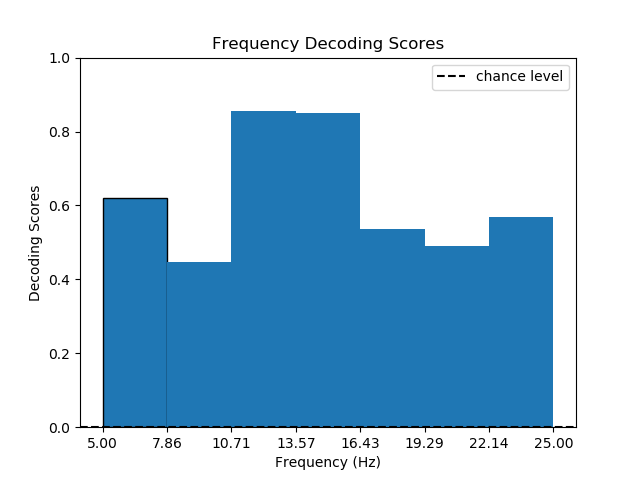 Frequency Decoding Scores
chance level
1.0
0.8
0.6
0.4
0.2
0.0
Decoding Scores
5.00 7.86 10.71 13.57 16.43 19.29 22.14 25.00
Frequency (Hz)